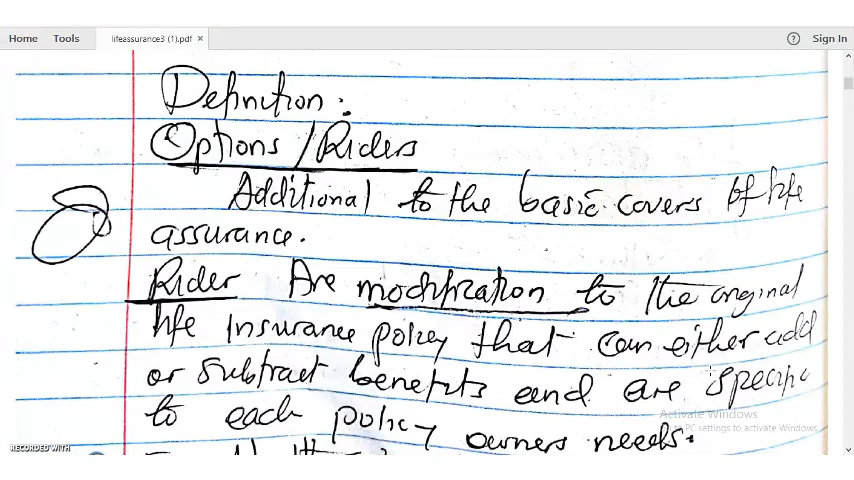 Home Tools lifeassurance3 (1).pdf × ? Sign In
Definition:
Options/Riders
Additional to the basic covers of life
assurance.
Rider Are modification to the original
life insurance policy that can either add
or subtract benefits and are specific
to each policy owners needs.
Activate Windows
to PC settings to activate Windows.
RECORDED WITH